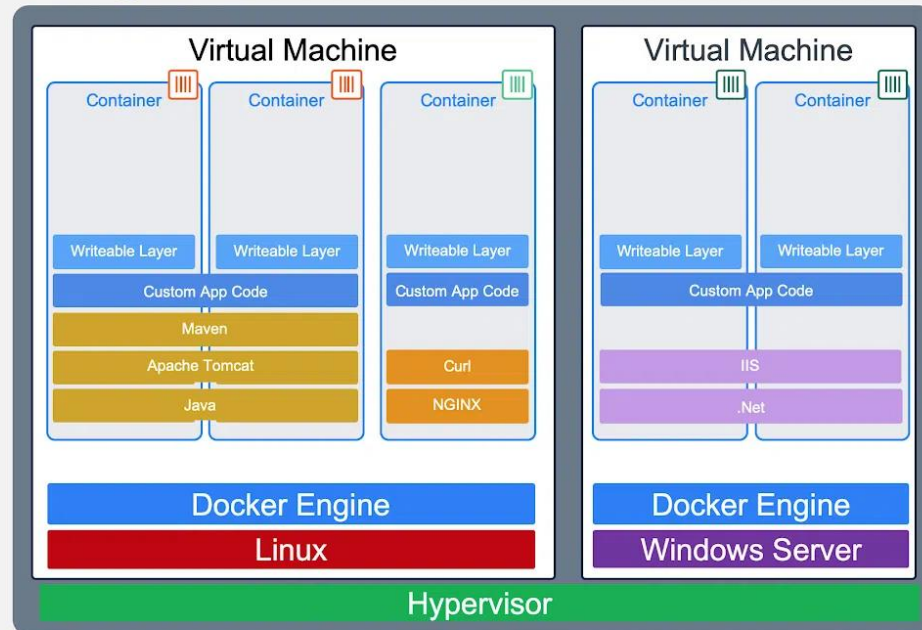 Virtual Machine
Container
Container
Container
Writeable Layer
Writeable Layer
Writeable Layer
Custom App Code
Custom App Code
Maven
Apache Tomcat
Curl
Java
NGINX
Docker Engine
Linux
Virtual Machine
Container
Container
Writeable Layer
Writeable Layer
Custom App Code
IIS
.Net
Docker Engine
Windows Server
Hypervisor